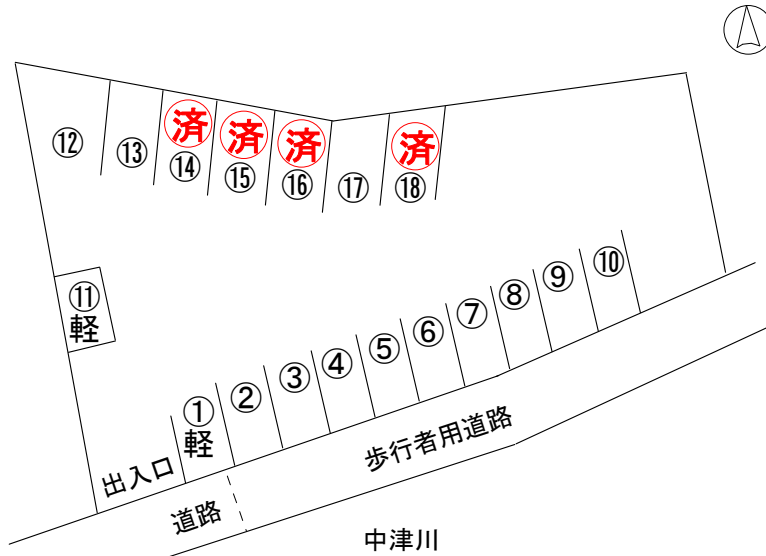 済
済
済
済
⑫
⑬
⑭
⑮
⑯
⑰
⑱
⑪
軽
①
軽
②
③
④
⑤
⑥
⑦
⑧
⑨
⑩
出入口
道路
歩行者用道路
中津川